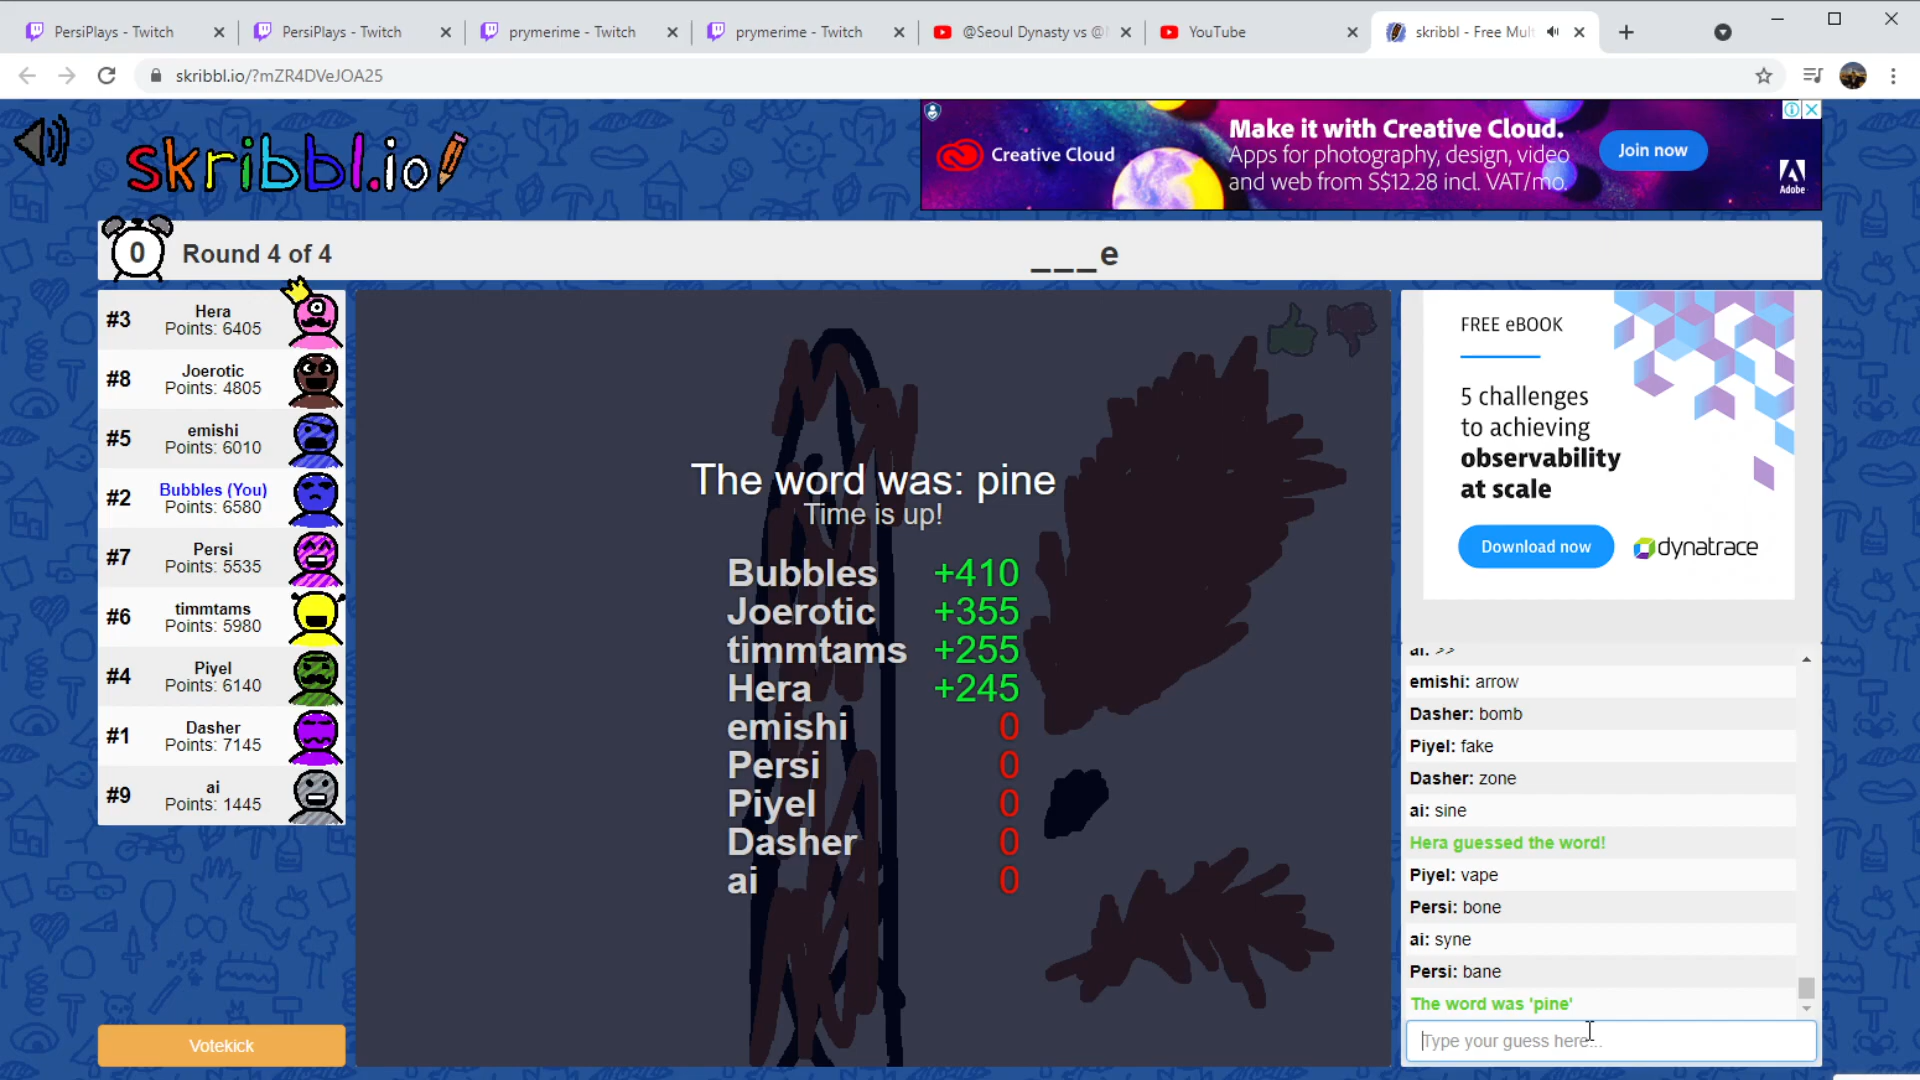 PersiPlays - Twitch
PersiPlays - Twitch
prymerime - Twitch
prymerime - Twitch
@Seoul Dynasty vs @
YouTube
skribbl - Free Mult
skribbl.io/?mZR4DVeJOA25
skribbl.io
Creative Cloud
Make it with Creative Cloud.
Apps for photography, design, video
and web from S$12.28 incl. VAT/mo.
Join now
Adobe
0
Round 4 of 4
___e
#3
Hera
Points: 6405
#8
Joerotic
Points: 4805
#5
emishi
Points: 6010
#2
Bubbles (You)
Points: 6580
#7
Persi
Points: 5535
#6
timmtams
Points: 5980
#4
Piyel
Points: 6140
#1
Dasher
Points: 7145
#9
ai
Points: 1445
Votekick
The word was: pine
Time is up!
Bubbles +410
Joerotic +355
timmtams +255
Hera +245
emishi 0
Persi 0
Piyel 0
Dasher 0
ai 0
FREE eBOOK
5 challenges
to achieving
observability
at scale
Download now
dynatrace
ai: >>
emishi: arrow
Dasher: bomb
Piyel: fake
Dasher: zone
ai: sine
Hera guessed the word!
Piyel: vape
Persi: bone
ai: syne
Persi: bane
The word was 'pine'
Type your guess here...